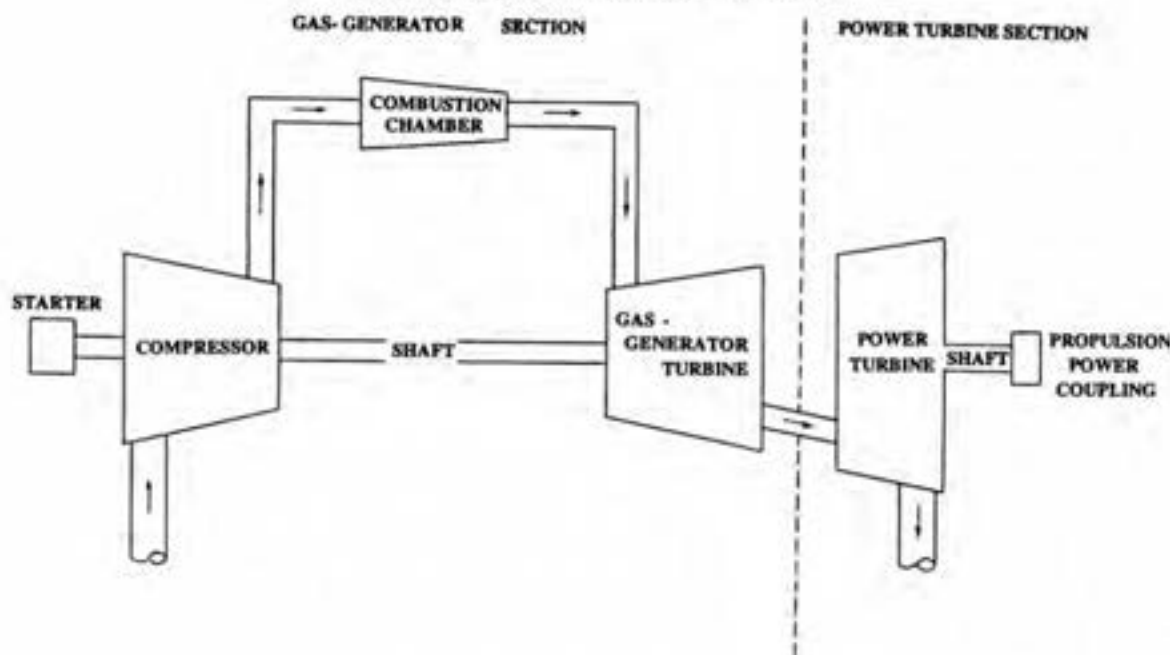 GAS- GENERATOR SECTION
POWER TURBINE SECTION
COMBUSTION
CHAMBER
STARTER
COMPRESSOR
SHAFT
GAS -
GENERATOR
TURBINE
POWER
TURBINE
SHAFT
PROPULSION
POWER
COUPLING